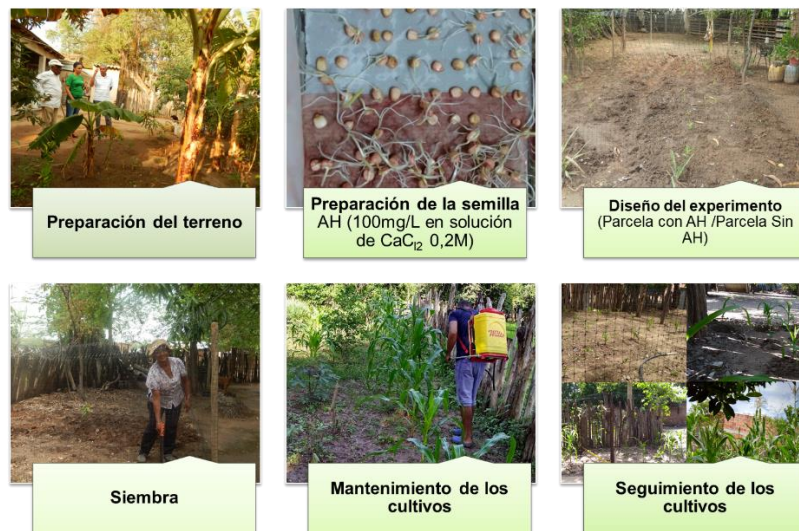 Preparación del terreno
Preparación de la semilla
AH (100mg/L en solución
de CaCl2 0,2M)
Diseño del experimento
(Parcela con AH /Parcela Sin
AH)
Siembra
Mantenimiento de los
cultivos
Seguimiento de los
cultivos